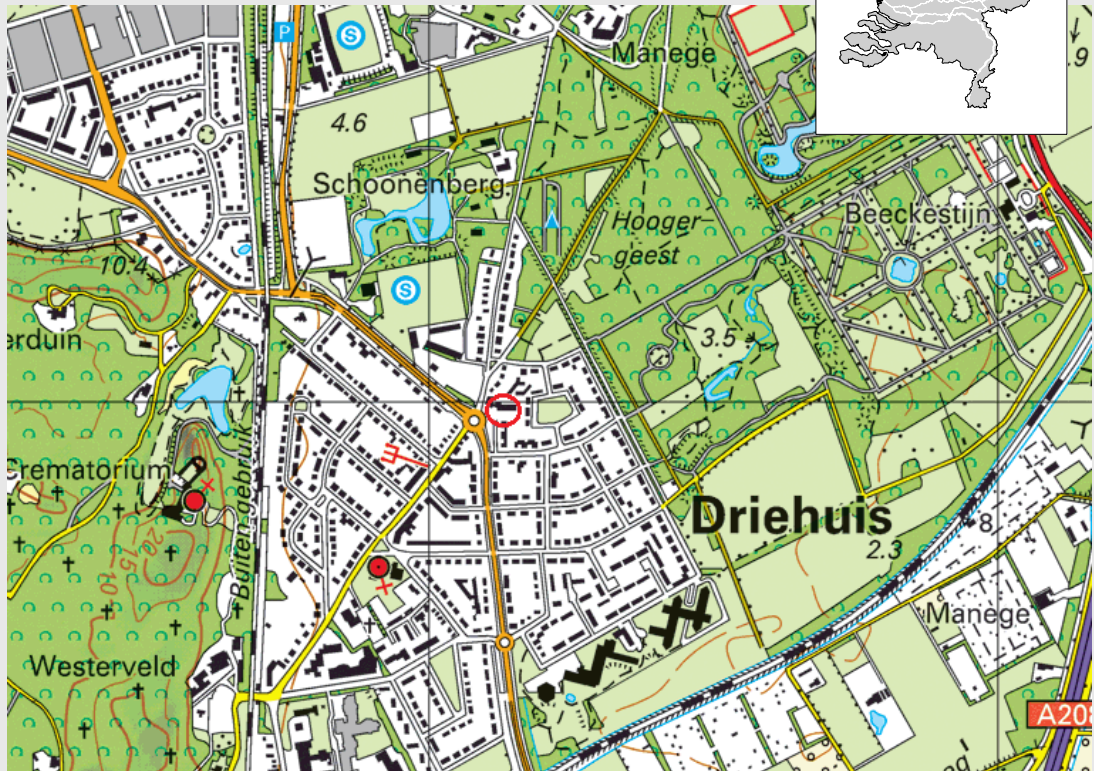 P
S
Manege
.9
4.6
Schoonenberg
Hooger-
geest
Beeckestijn
10.4
S
erduin
3.5
Crematorium
Buiten gebruik
Driehuis
8
2.3
20
15
10
Manege
Westerveld
A208